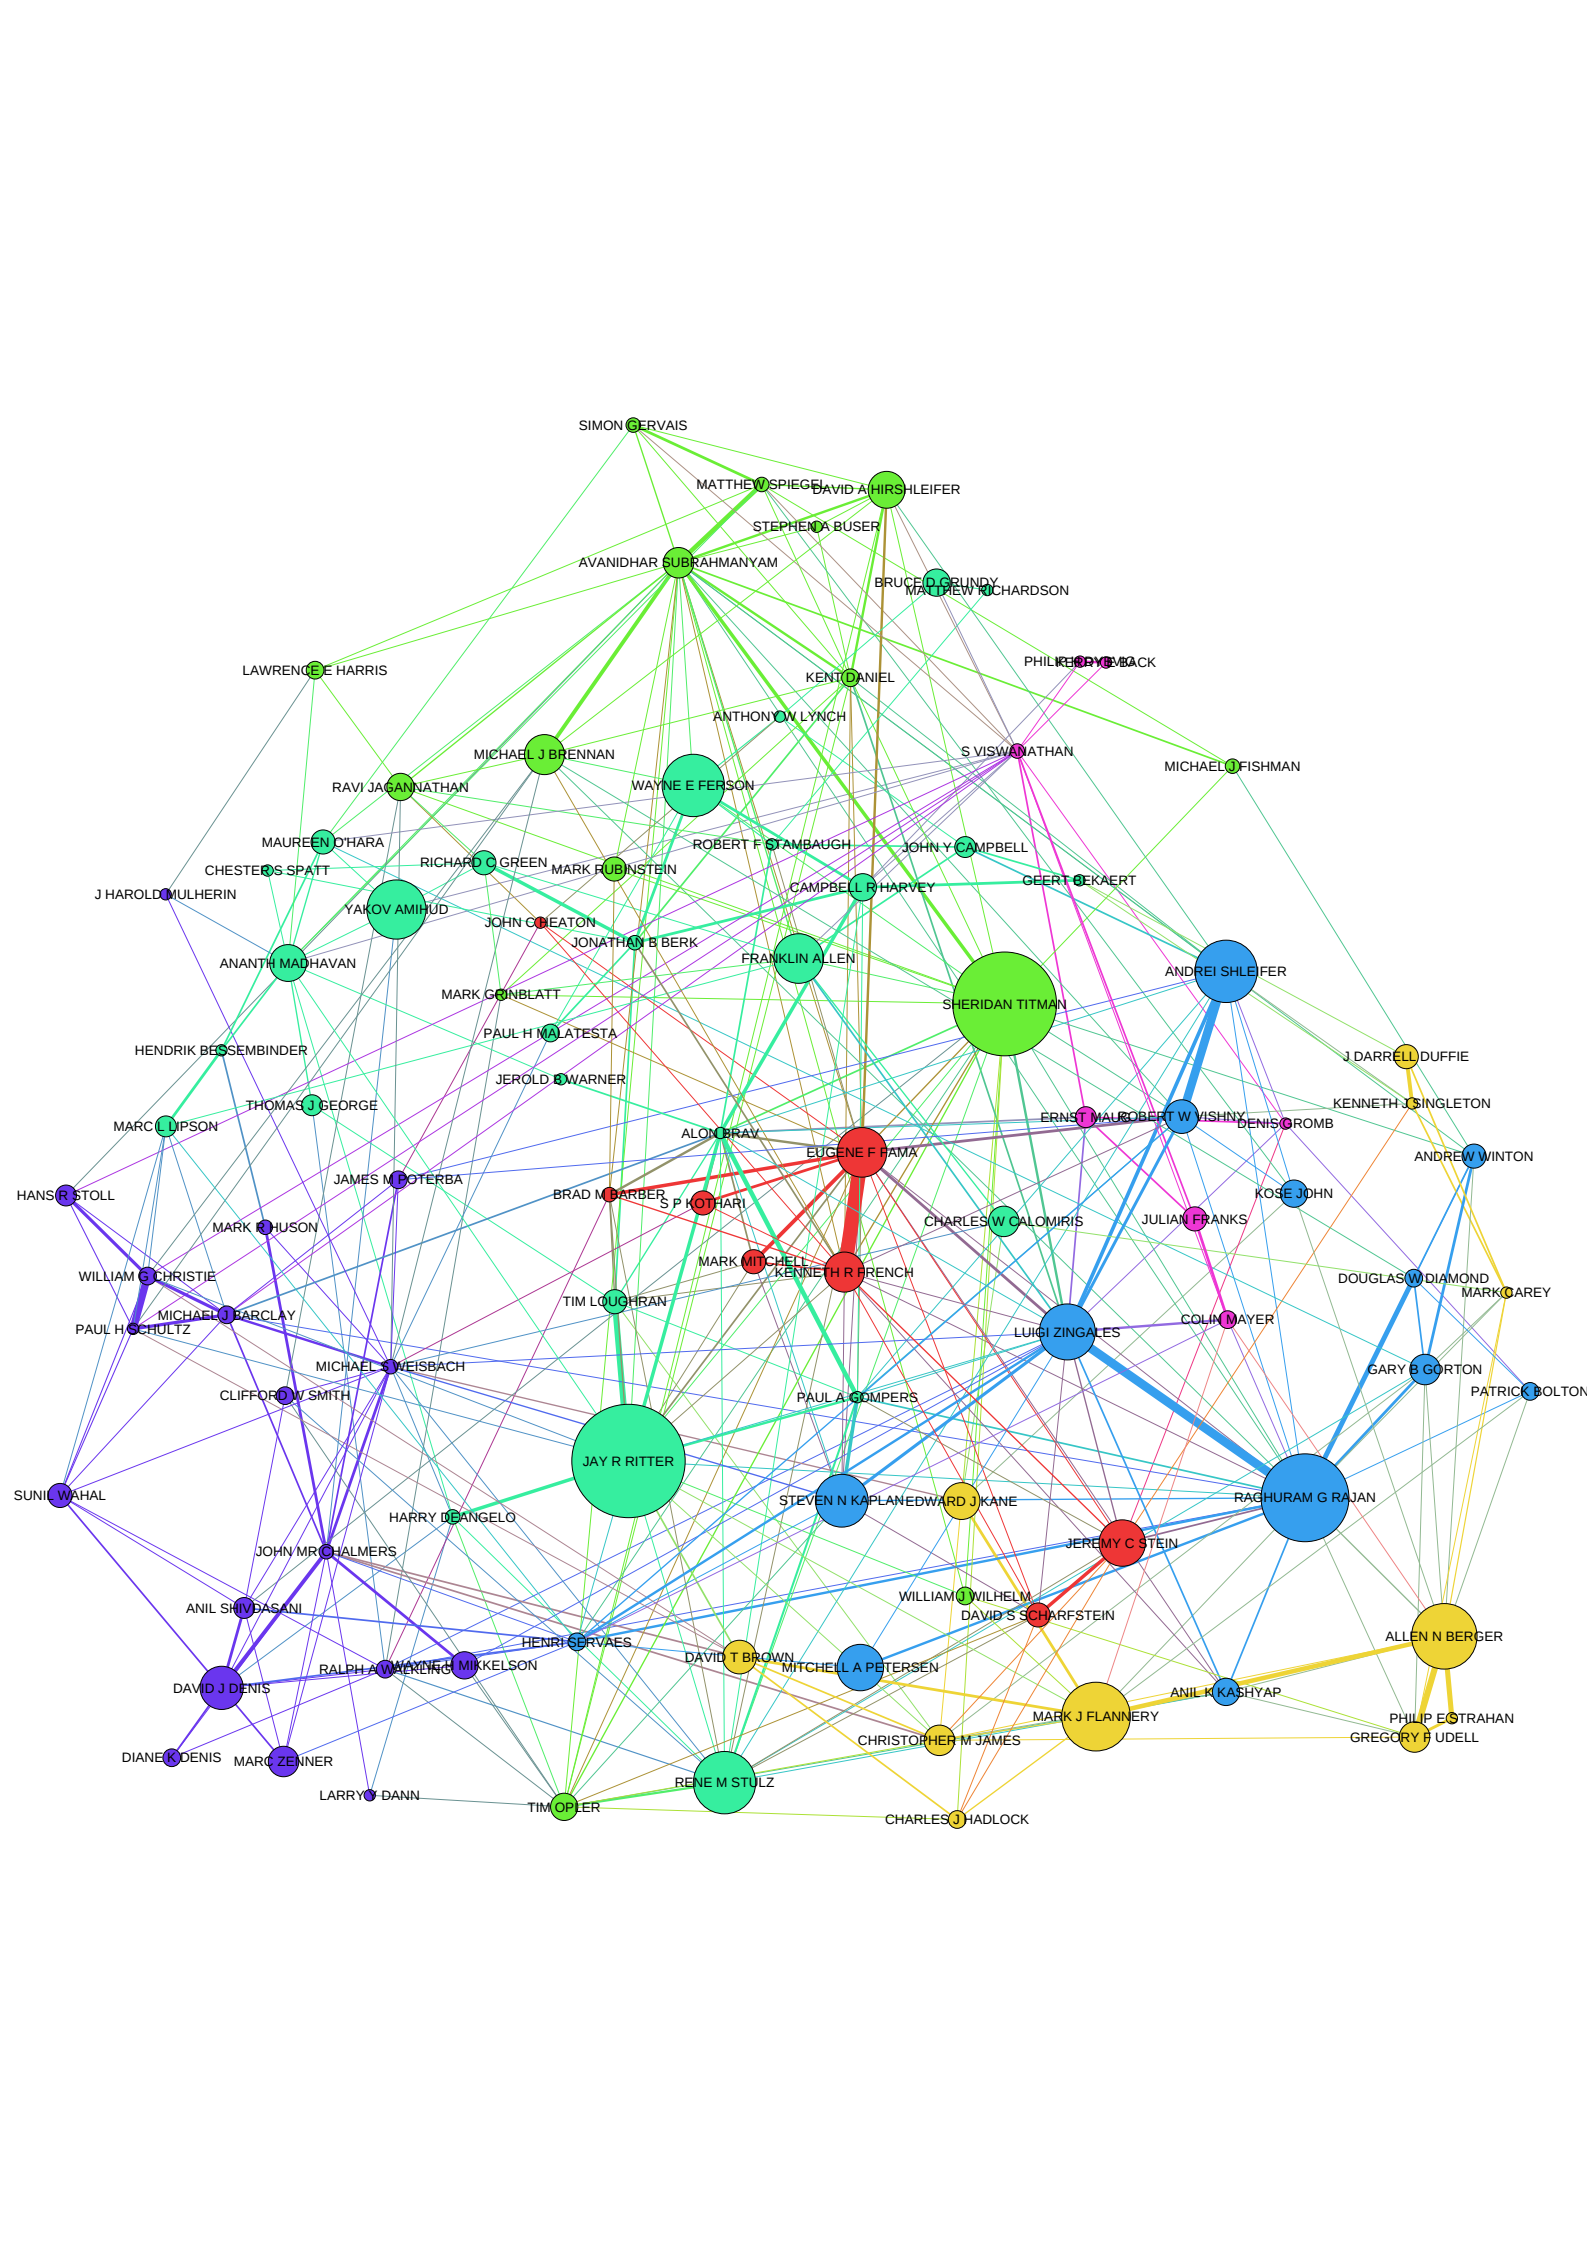 SIMON GERVAIS
MATTHEW SPIEGEL
DAVID A HIRSHLEIFER
STEPHEN A BUSER
AVANIDHAR SUBRAHMANYAM
BRUCE D GRUNDY
MATTHEW RICHARDSON
LAWRENCE E HARRIS
PHILIP H DYBVIG
KERRY E BACK
KENT DANIEL
ANTHONY W LYNCH
MICHAEL J BRENNAN
S VISWANATHAN
MICHAEL J FISHMAN
RAVI JAGANNATHAN
WAYNE E FERSON
MAUREEN O'HARA
ROBERT F STAMBAUGH
JOHN Y CAMPBELL
RICHARD C GREEN
CHESTER S SPATT
MARK RUBINSTEIN
GEERT BEKAERT
CAMPBELL R HARVEY
J HAROLD MULHERIN
YAKOV AMIHUD
JOHN C HEATON
JONATHAN B BERK
ANANTH MADHAVAN
FRANKLIN ALLEN
ANDREI SHLEIFER
MARK GRINBLATT
SHERIDAN TITMAN
PAUL H MALATESTA
HENDRIK BESSEMBINDER
J DARRELL DUFFIE
JEROLD B WARNER
THOMAS J GEORGE
KENNETH J SINGLETON
MARC L LIPSON
ERNST MAUG
ROBERT W VISHNY
DENIS GROMB
ALON BRAV
EUGENE F FAMA
ANDREW WINTON
JAMES M POTERBA
HANS R STOLL
BRAD M BARBER
S P KOTHARI
KOSE JOHN
MARK R HUSON
CHARLES W CALOMIRIS
JULIAN FRANKS
MARK MITCHELL
KENNETH R FRENCH
WILLIAM G CHRISTIE
DOUGLAS W DIAMOND
MARK CAREY
TIM LOUGHRAN
MICHAEL J BARCLAY
PAUL H SCHULTZ
COLIN MAYER
LUIGI ZINGALES
MICHAEL S WEISBACH
GARY B GORTON
CLIFFORD W SMITH
PAUL A GOMPERS
PATRICK BOLTON
JAY R RITTER
SUNIL WAHAL
STEVEN N KAPLAN
EDWARD J KANE
RAGHURAM G RAJAN
HARRY DEANGELO
JEREMY C STEIN
JOHN MR CHALMERS
WILLIAM J WILHELM
ANIL SHIVDASANI
DAVID S SCHARFSTEIN
HENRI SERVAES
ALLEN N BERGER
DAVID T BROWN
RALPH A WALKLING
WAYNE H MIKKELSON
MITCHELL A PETERSEN
DAVID J DENIS
ANIL K KASHYAP
MARK J FLANNERY
PHILIP E STRAHAN
CHRISTOPHER M JAMES
GREGORY F UDELL
DIANE K DENIS
MARC ZENNER
RENE M STULZ
LARRY Y DANN
TIM OPLER
CHARLES J HADLOCK